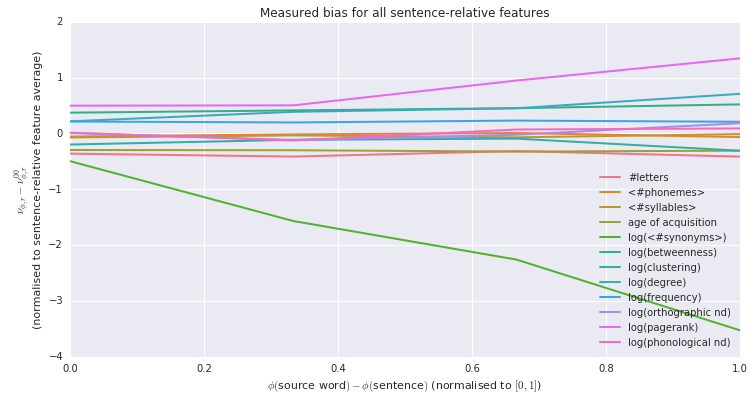 Measured bias for all sentence-relative features
2
1
0
−1
−2
−3
−4
0.0 0.2 0.4 0.6 0.8 1.0
ν_{ϕ,r} − ν_{ϕ,r}^{00}
(normalised to sentence-relative feature average)
ϕ(source word) − ϕ(sentence) (normalised to [0, 1])
#letters
<#phonemes>
<#syllables>
age of acquisition
log(<#synonyms>)
log(betweenness)
log(clustering)
log(degree)
log(frequency)
log(orthographic nd)
log(pagerank)
log(phonological nd)